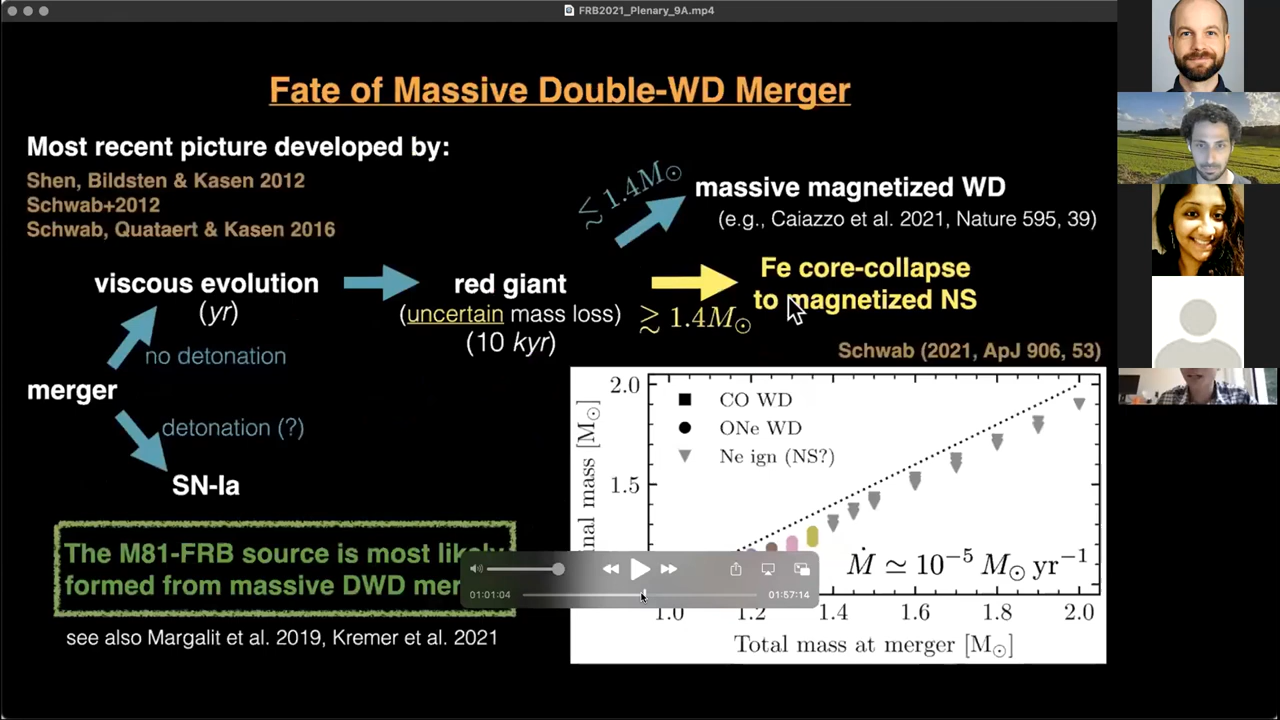 FRB2021_Plenary_9A.mp4
Fate of Massive Double-WD Merger
Most recent picture developed by:
Shen, Bildsten & Kasen 2012
Schwab+2012
Schwab, Quataert & Kasen 2016
≲ 1.4M⊙
massive magnetized WD
(e.g., Caiazzo et al. 2021, Nature 595, 39)
viscous evolution
(yr)
red giant
(uncertain mass loss)
(10 kyr)
≳ 1.4M⊙
Fe core-collapse
to magnetized NS
Schwab (2021, ApJ 906, 53)
no detonation
merger
detonation (?)
SN-Ia
The M81-FRB source is most likely
formed from massive DWD
see also Margalit et al. 2019, Kremer et al. 2021
2.0
1.5
mass [M⊙]
CO WD
ONe WD
Ne ign (NS?)
Ṁ ≃ 10⁻⁵ M⊙ yr⁻¹
1.0 1.4 1.6 1.8 2.0
Total mass at merger [M⊙]
01:01:04
01:57:14